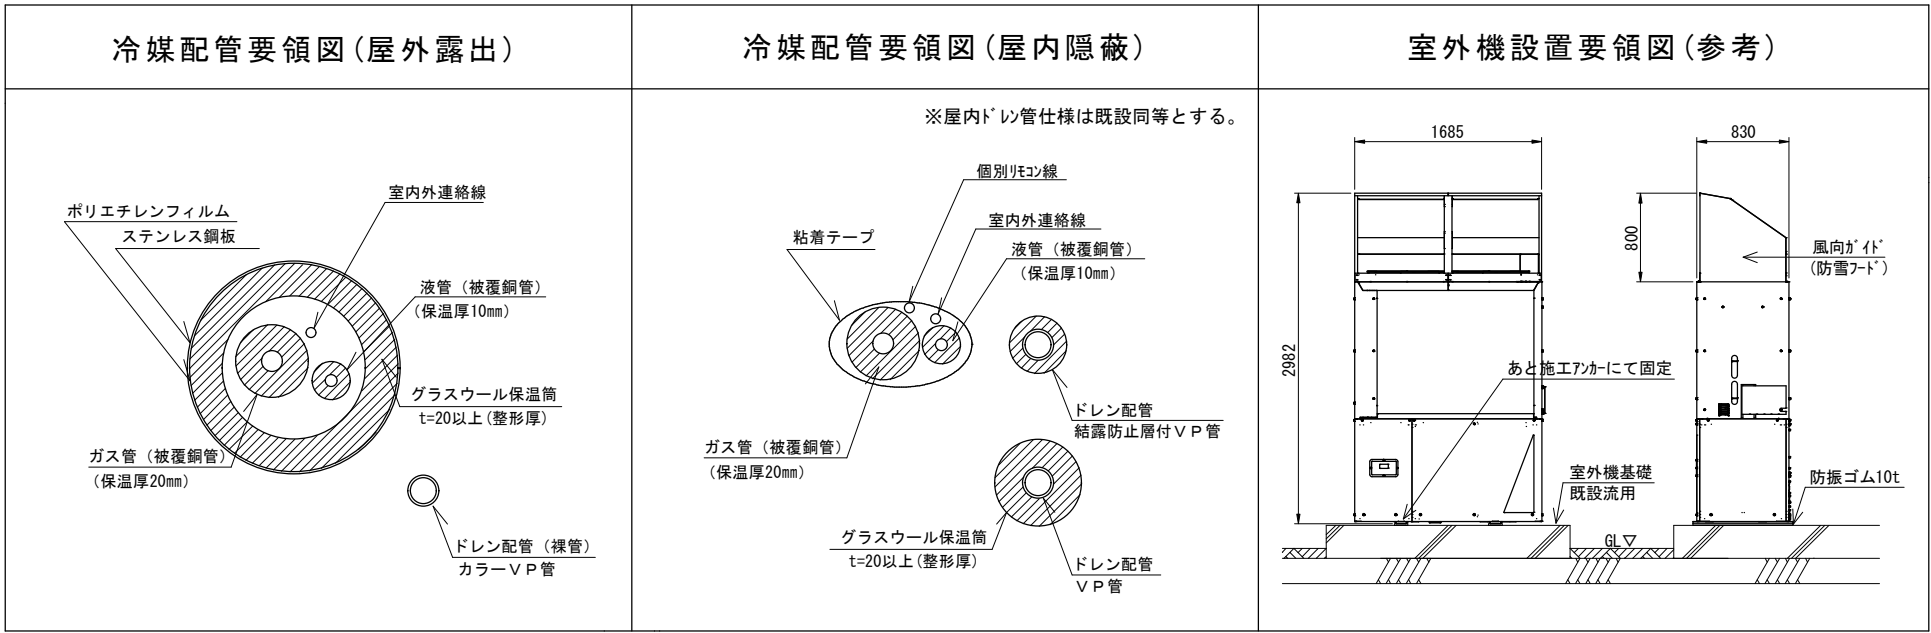 冷媒配管要領図(屋外露出)
ポリエチレンフィルム
ステンレス鋼板
室内外連絡線
液管（被覆銅管）
(保温厚10mm)
グラスウール保温筒
t=20以上(整形厚)
ガス管（被覆銅管）
(保温厚20mm)
ドレン配管（裸管）
カラーＶＰ管
冷媒配管要領図(屋内隠蔽)
※屋内ﾄﾞﾚﾝ管仕様は既設同等とする。
個別ﾘﾓｺﾝ線
室内外連絡線
粘着テープ
液管（被覆銅管）
(保温厚10mm)
ドレン配管
結露防止層付ＶＰ管
ガス管（被覆銅管）
(保温厚20mm)
グラスウール保温筒
t=20以上(整形厚)
ドレン配管
ＶＰ管
室外機設置要領図(参考)
1685
830
800
風向ｶﾞｲﾄﾞ
(防雪ﾌｰﾄﾞ)
2982
あと施工ｱﾝｶｰにて固定
室外機基礎
既設流用
防振ゴム10t
GL▽